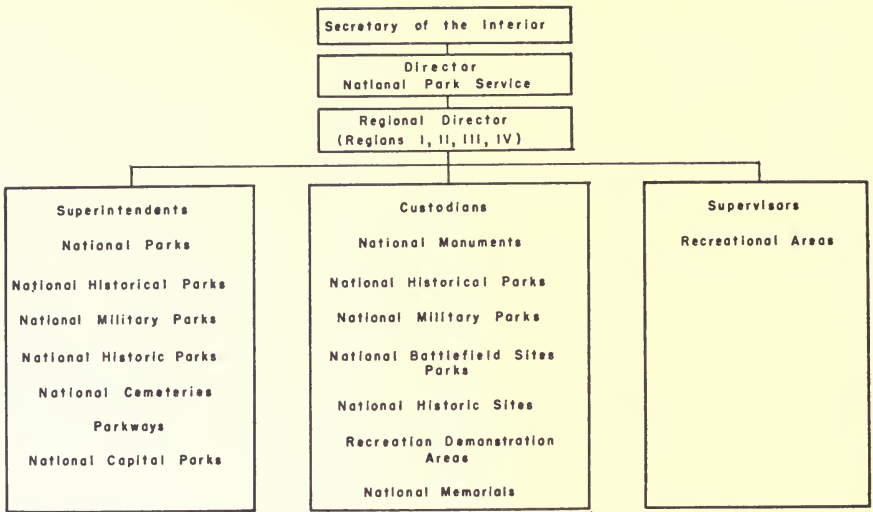 Secretary of the Interior
Director
National Park Service
Regional Director
(Regions I, II, III, IV)
Superintendents
National Parks
National Historical Parks
National Military Parks
National Historic Parks
National Cemeteries
Parkways
National Capital Parks
Custodians
National Monuments
National Historical Parks
National Military Parks
National Battlefield Sites
Parks
National Historic Sites
Recreation Demonstration
Areas
National Memorials
Supervisors
Recreational Areas